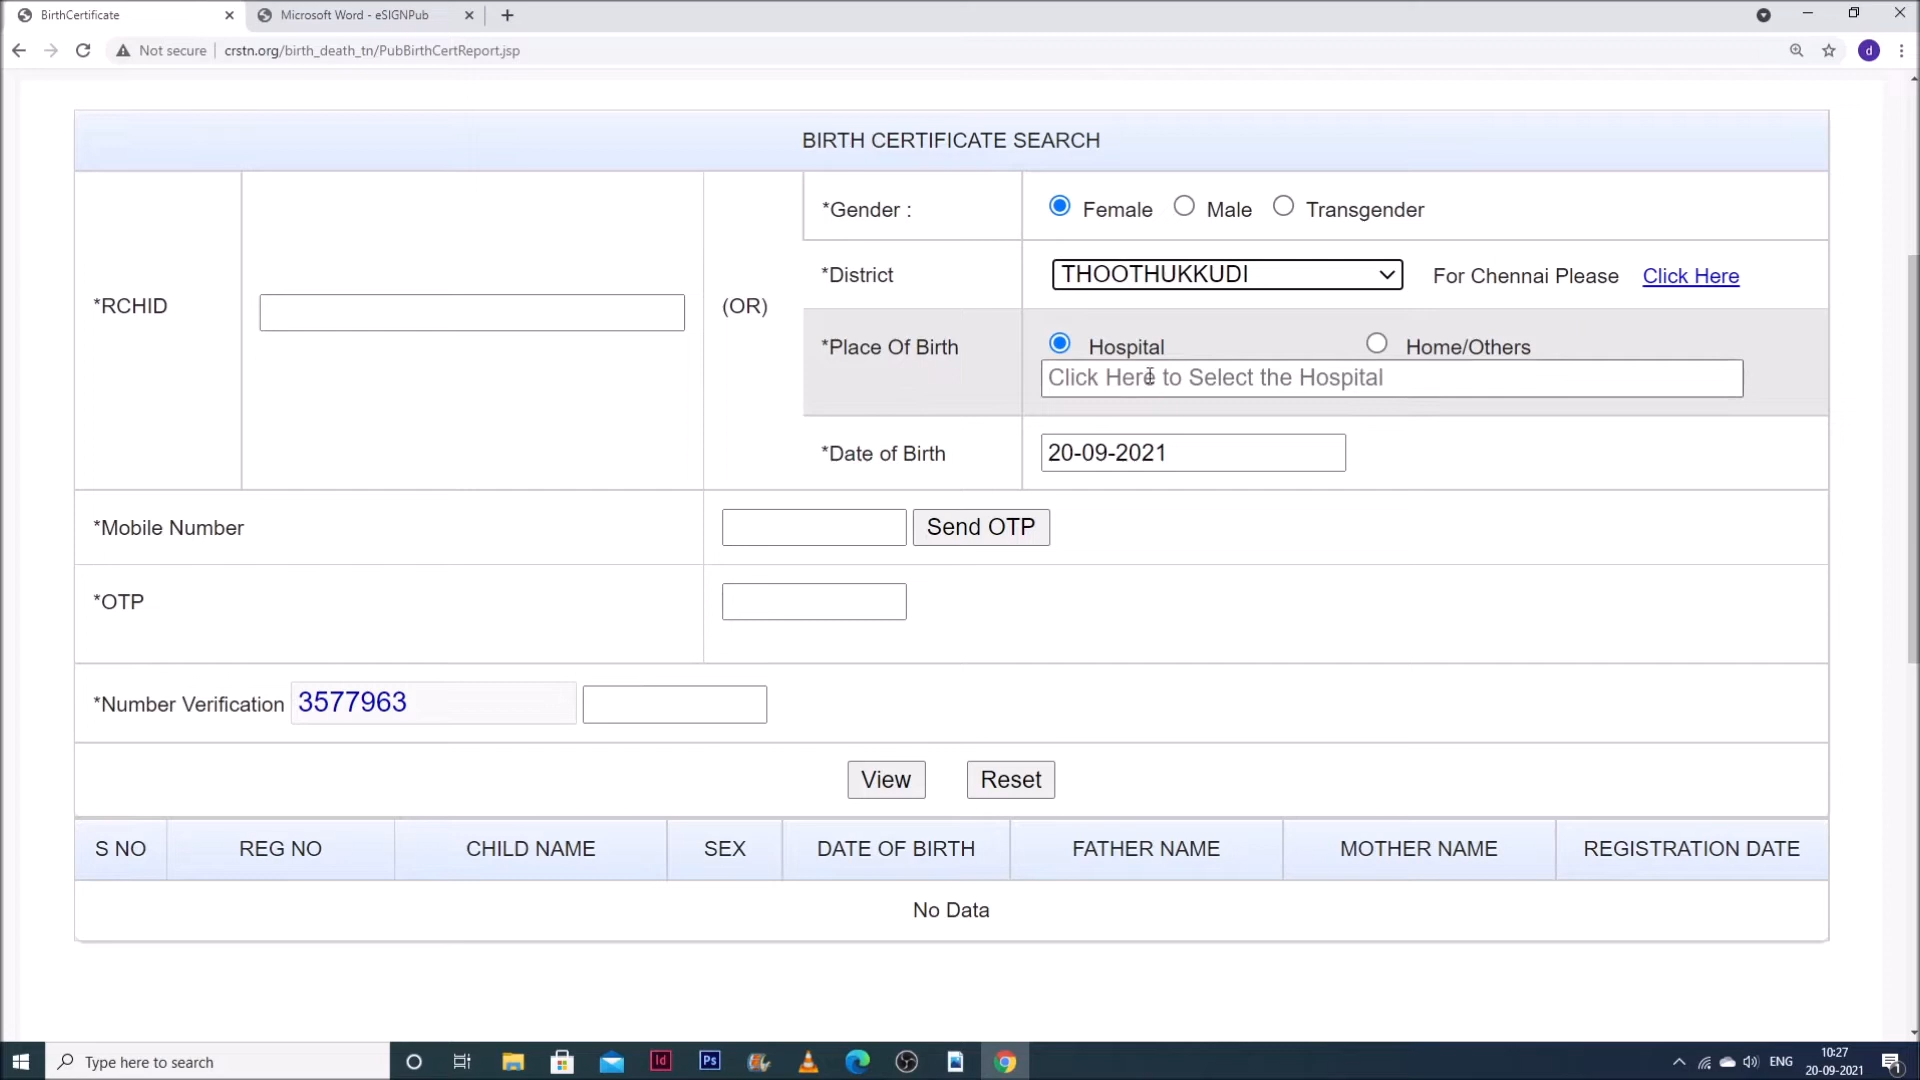 BirthCertificate
Microsoft Word - eSIGNPub
Not secure
crstn.org/birth_death_tn/PubBirthCertReport.jsp
d
BIRTH CERTIFICATE SEARCH
*RCHID
(OR)
*Gender :
Female
Male
Transgender
*District
THOOTHUKKUDI
For Chennai Please
Click Here
*Place Of Birth
Hospital
Home/Others
Click Here to Select the Hospital
*Date of Birth
20-09-2021
*Mobile Number
Send OTP
*OTP
*Number Verification
3577963
View
Reset
S NO
REG NO
CHILD NAME
SEX
DATE OF BIRTH
FATHER NAME
MOTHER NAME
REGISTRATION DATE
No Data
Type here to search
Id
Ps
ENG
10:27
20-09-2021
1